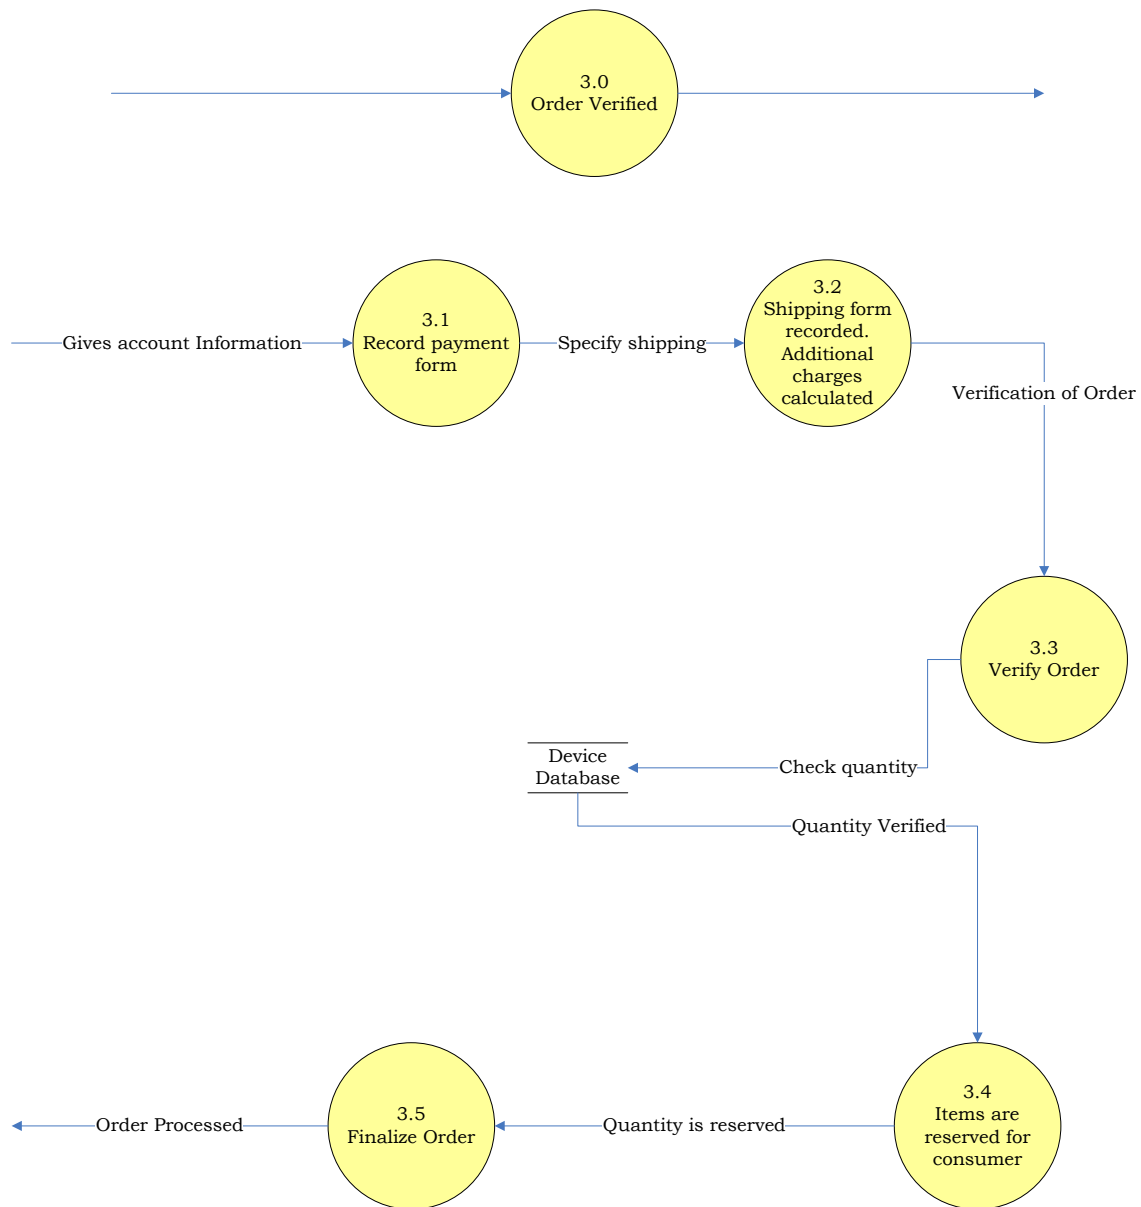 3.0
Order Verified
Gives account Information
3.1
Record payment
form
Specify shipping
3.2
Shipping form
recorded.
Additional
charges
calculated
Verification of Order
3.3
Verify Order
Device
Database
Check quantity
Quantity Verified
Order Processed
3.5
Finalize Order
Quantity is reserved
3.4
Items are
reserved for
consumer